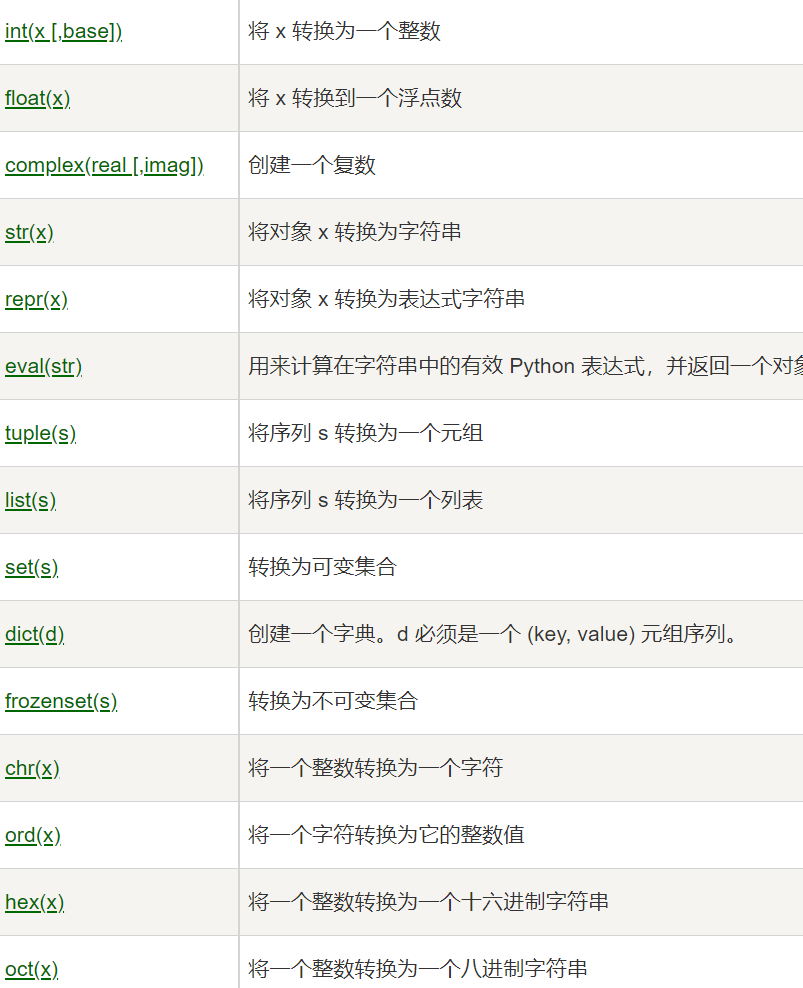 int(x [,base]) 将 x 转换为一个整数
float(x) 将 x 转换到一个浮点数
complex(real [,imag]) 创建一个复数
str(x) 将对象 x 转换为字符串
repr(x) 将对象 x 转换为表达式字符串
eval(str) 用来计算在字符串中的有效 Python 表达式，并返回一个对象
tuple(s) 将序列 s 转换为一个元组
list(s) 将序列 s 转换为一个列表
set(s) 转换为可变集合
dict(d) 创建一个字典。d 必须是一个 (key, value) 元组序列。
frozenset(s) 转换为不可变集合
chr(x) 将一个整数转换为一个字符
ord(x) 将一个字符转换为它的整数值
hex(x) 将一个整数转换为一个十六进制字符串
oct(x) 将一个整数转换为一个八进制字符串